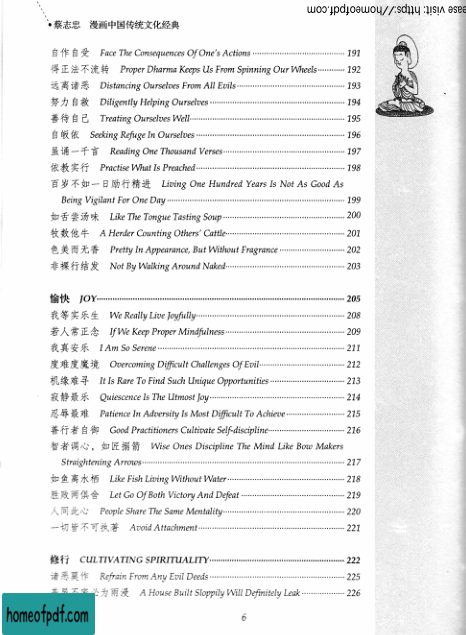 蔡志忠 漫画中国传统文化经典
自作自受 Face The Consequences Of One's Actions 191
得正法不流转 Proper Dharma Keeps Us From Spinning Our Wheels 192
远离诸恶 Distancing Ourselves From All Evils 193
努力自救 Diligently Helping Ourselves 194
善待自己 Treating Ourselves Well 195
自皈依 Seeking Refuge In Ourselves 196
虽诵一千言 Reading One Thousand Verses 197
依教实行 Practise What Is Preached 198
百岁不如一日励行精进 Living One Hundred Years Is Not As Good As
Being Vigilant For One Day 199
如舌尝汤味 Like The Tongue Tasting Soup 200
牧数他牛 A Herder Counting Others' Cattle 201
色美而无香 Pretty In Appearance, But Without Fragrance 202
非裸行结发 Not By Walking Around Naked 203
愉快 JOY 205
我等实乐生 We Really Live Joyfully 208
若人常正念 If We Keep Proper Mindfulness 209
我真安乐 I Am So Serene 211
度难度魔境 Overcoming Difficult Challenges Of Evil 212
机缘难寻 It Is Rare To Find Such Unique Opportunities 213
寂静最乐 Quiescence Is The Utmost Joy 214
忍辱最难 Patience In Adversity Is Most Difficult To Achieve 215
善行者自御 Good Practitioners Cultivate Self-discipline 216
智者调心，如匠搦箭 Wise Ones Discipline The Mind Like Bow Makers
Straightening Arrows 217
如鱼离水栖 Like Fish Living Without Water 218
胜败两俱舍 Let Go Of Both Victory And Defeat 219
人同此心 People Share The Same Mentality 220
一切皆不可执著 Avoid Attachment 221
修行 CULTIVATING SPIRITUALITY 222
诸恶莫作 Refrain From Any Evil Deeds 225
必为雨浸 A House Built Sloppily Will Definitely Leak 226
6
homeofpdf.com
ease visit: https://homeofpdf.com